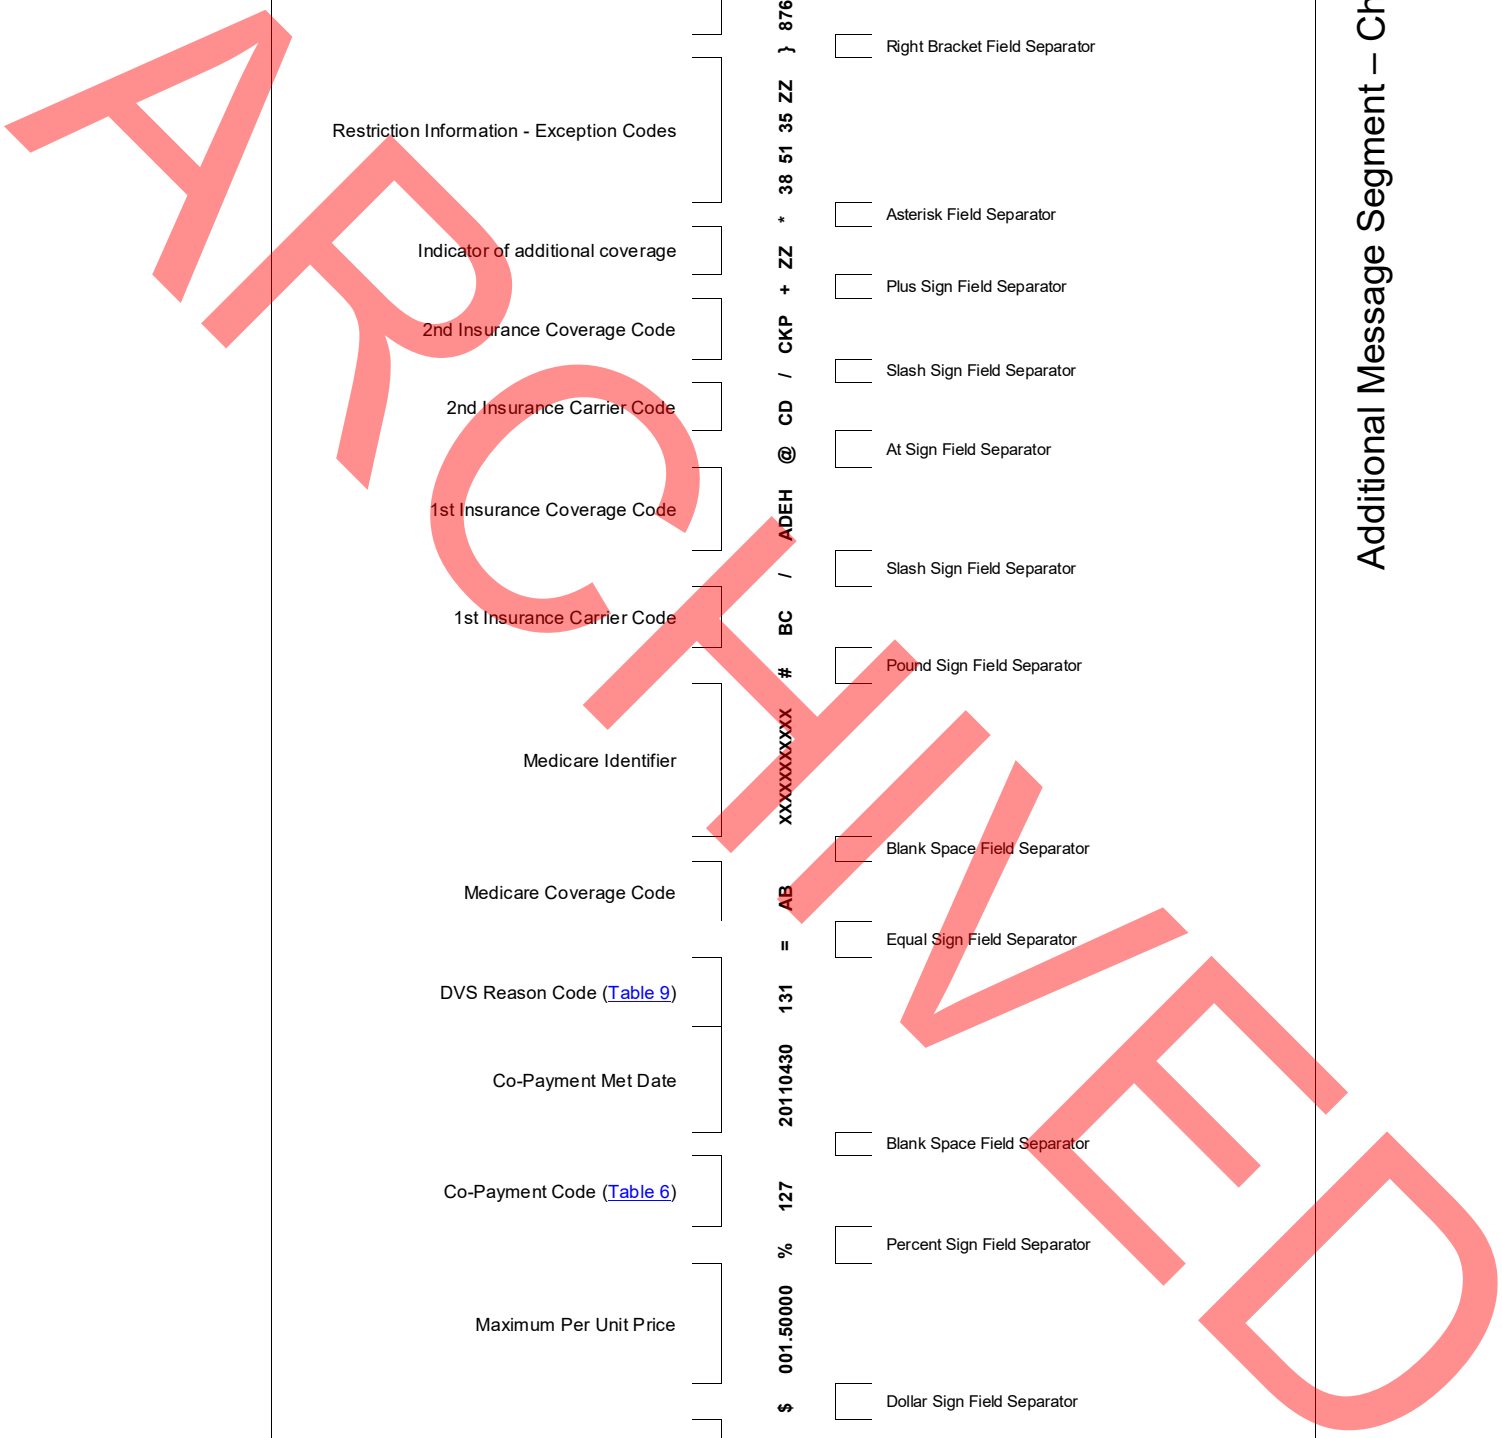 876
} Right Bracket Field Separator
Restriction Information - Exception Codes 38 51 35 ZZ
* Asterisk Field Separator
Indicator of additional coverage ZZ
+ Plus Sign Field Separator
2nd Insurance Coverage Code CKP
/ Slash Sign Field Separator
2nd Insurance Carrier Code CD
@ At Sign Field Separator
1st Insurance Coverage Code ADEH
/ Slash Sign Field Separator
1st Insurance Carrier Code BC
# Pound Sign Field Separator
Medicare Identifier XXXXXXXXXX
Blank Space Field Separator
Medicare Coverage Code AB
= Equal Sign Field Separator
DVS Reason Code (Table 9) 131
Co-Payment Met Date 20110430
Blank Space Field Separator
Co-Payment Code (Table 6) 127
% Percent Sign Field Separator
Maximum Per Unit Price 001.50000
$ Dollar Sign Field Separator
Additional Message Segment – Ch
ARCHIVED